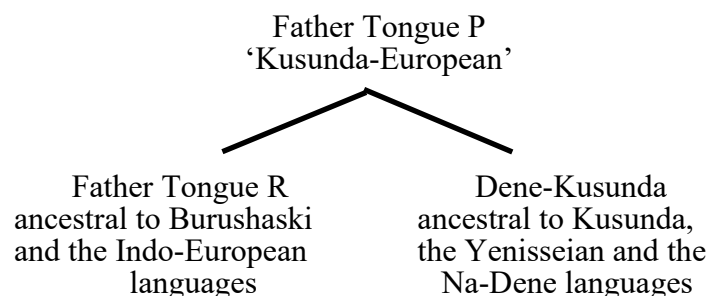 Father Tongue P
‘Kusunda-European’
Father Tongue R
ancestral to Burushaski
and the Indo-European
languages
Dene-Kusunda
ancestral to Kusunda,
the Yenisseian and the
Na-Dene languages